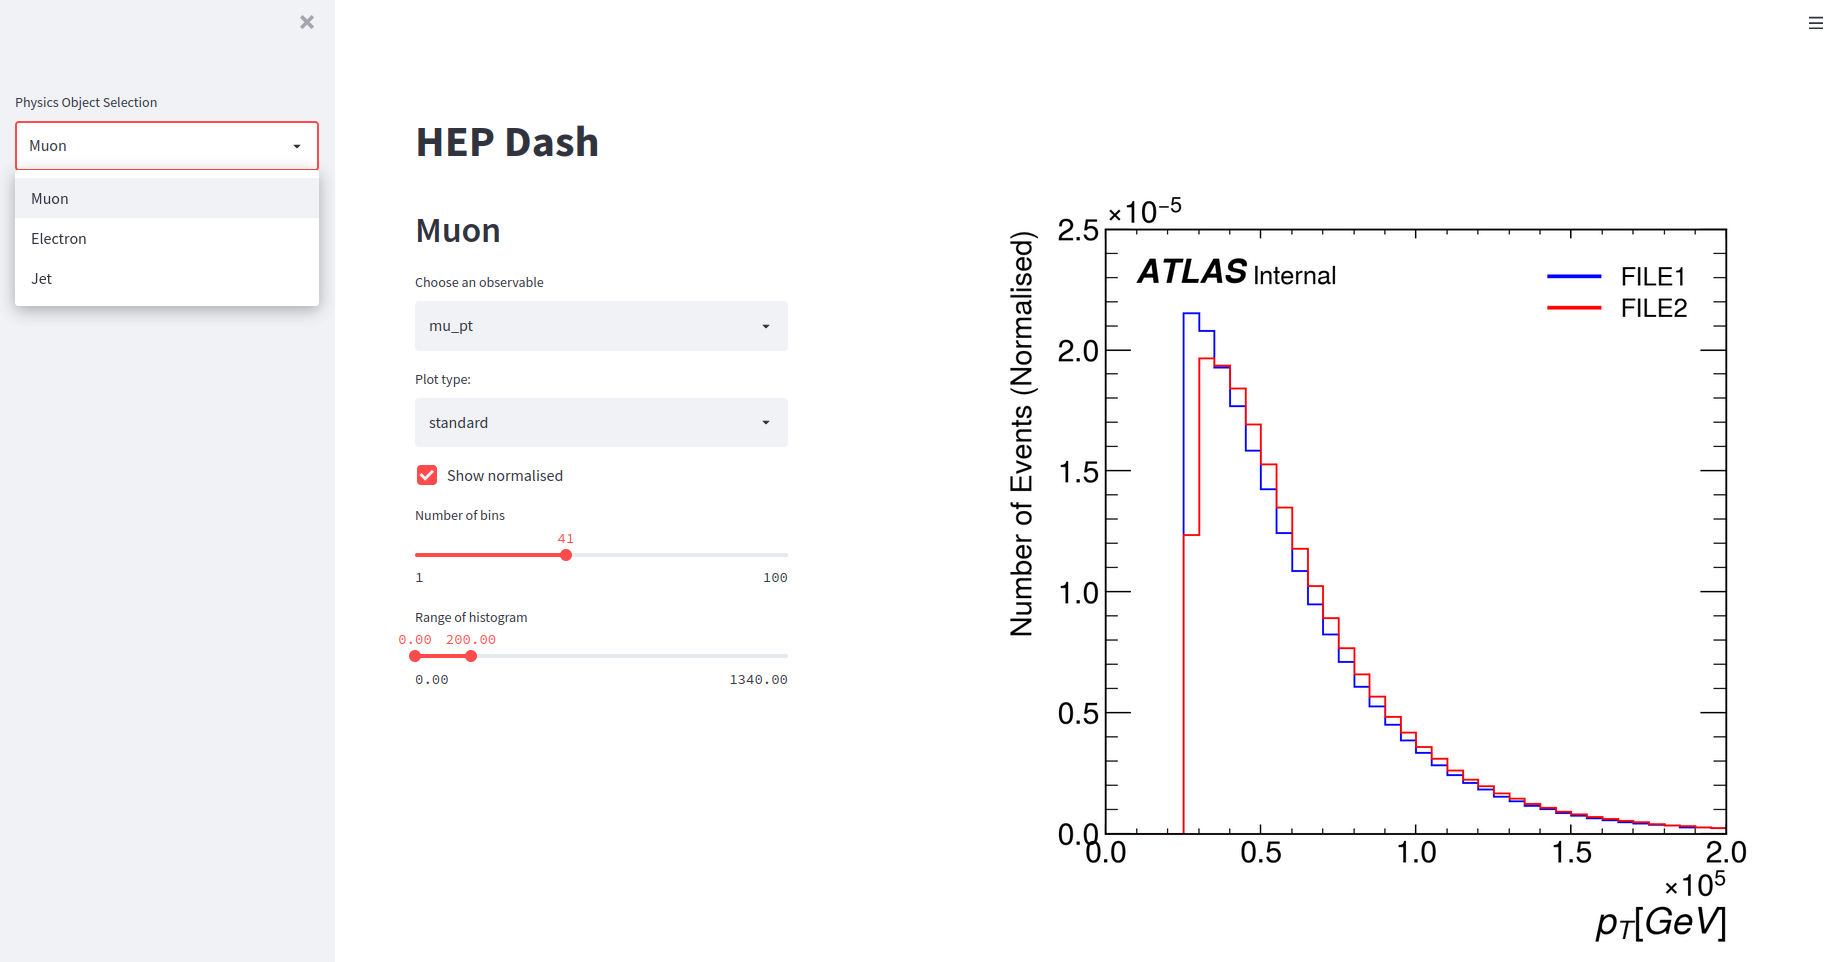 Physics Object Selection
Muon
Muon
Electron
Jet
HEP Dash
Muon
Choose an observable
mu_pt
Plot type:
standard
Show normalised
Number of bins
41
1 100
Range of histogram
0.00 200.00
0.00 1340.00
×10⁻⁵
ATLAS Internal
FILE1
FILE2
Number of Events (Normalised)
2.5
2.0
1.5
1.0
0.5
0.0
0.0 0.5 1.0 1.5 2.0
×10⁵
p_T[GeV]